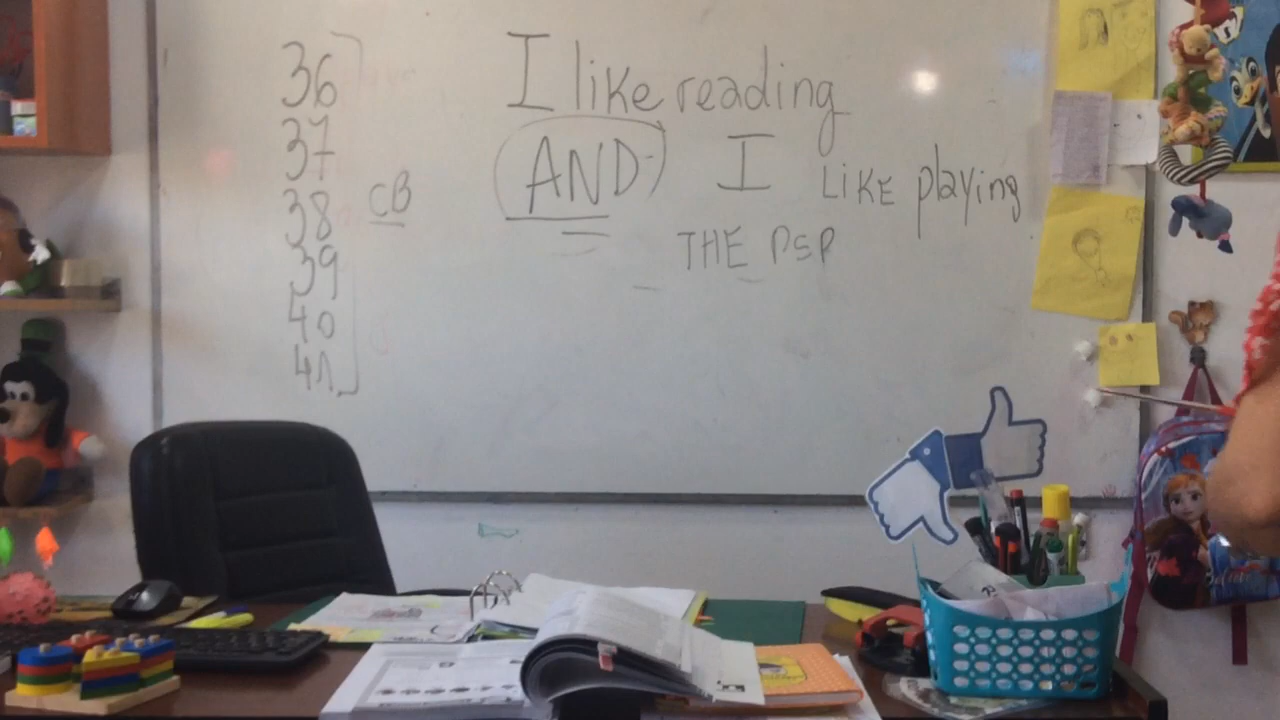 36
37
38
39
40
41
CB
I like reading
AND I LIKE playing
THE PSP